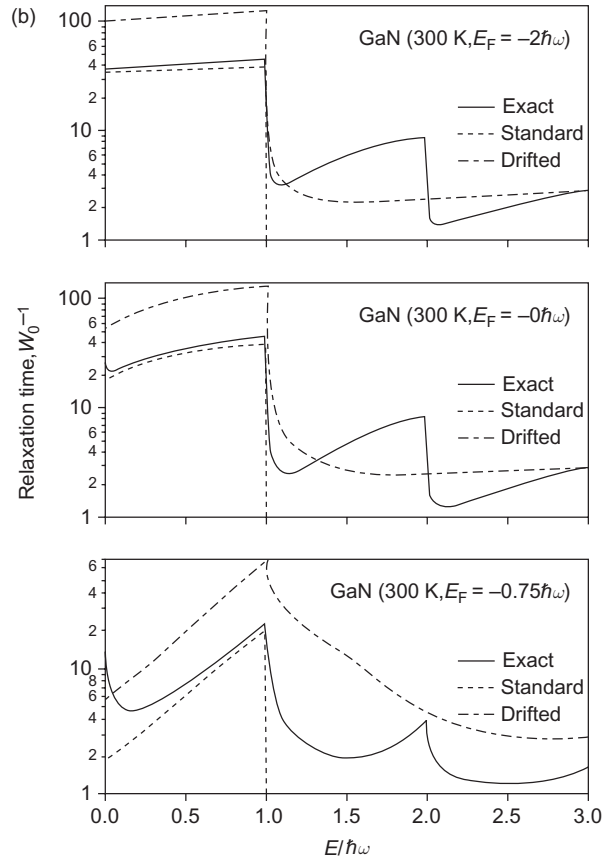 (b)
100
6
4
2
10
6
4
2
1
GaN (300 K,E_F = −2ℏω)
Exact
Standard
Drifted
100
6
4
2
10
6
4
2
1
GaN (300 K,E_F = −0ℏω)
Exact
Standard
Drifted
Relaxation time, W₀⁻¹
6
4
2
10
8
6
4
2
1
GaN (300 K,E_F = −0.75ℏω)
Exact
Standard
Drifted
0.0 0.5 1.0 1.5 2.0 2.5 3.0
E/ℏω